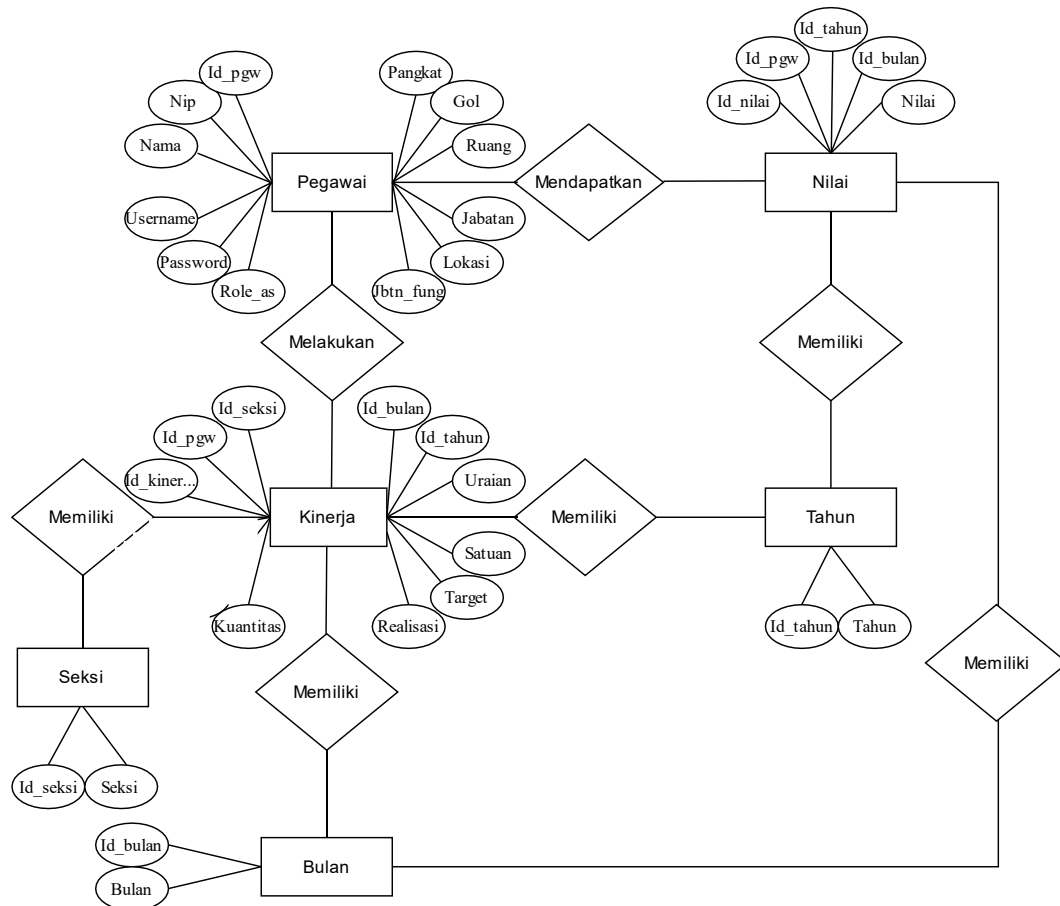 Id_tahun
Id_pgw
Id_bulan
Id_nilai
Nilai
Id_pgw
Pangkat
Nip
Gol
Nama
Ruang
Pegawai
Mendapatkan
Nilai
Username
Jabatan
Password
Lokasi
Role_as
Jbtn_fung
Melakukan
Memiliki
Id_seksi
Id_bulan
Id_pgw
Id_tahun
Id_kiner...
Uraian
Memiliki
Kinerja
Memiliki
Tahun
Satuan
Target
Kuantitas
Realisasi
Id_tahun
Tahun
Seksi
Memiliki
Memiliki
Id_seksi
Seksi
Id_bulan
Bulan
Bulan